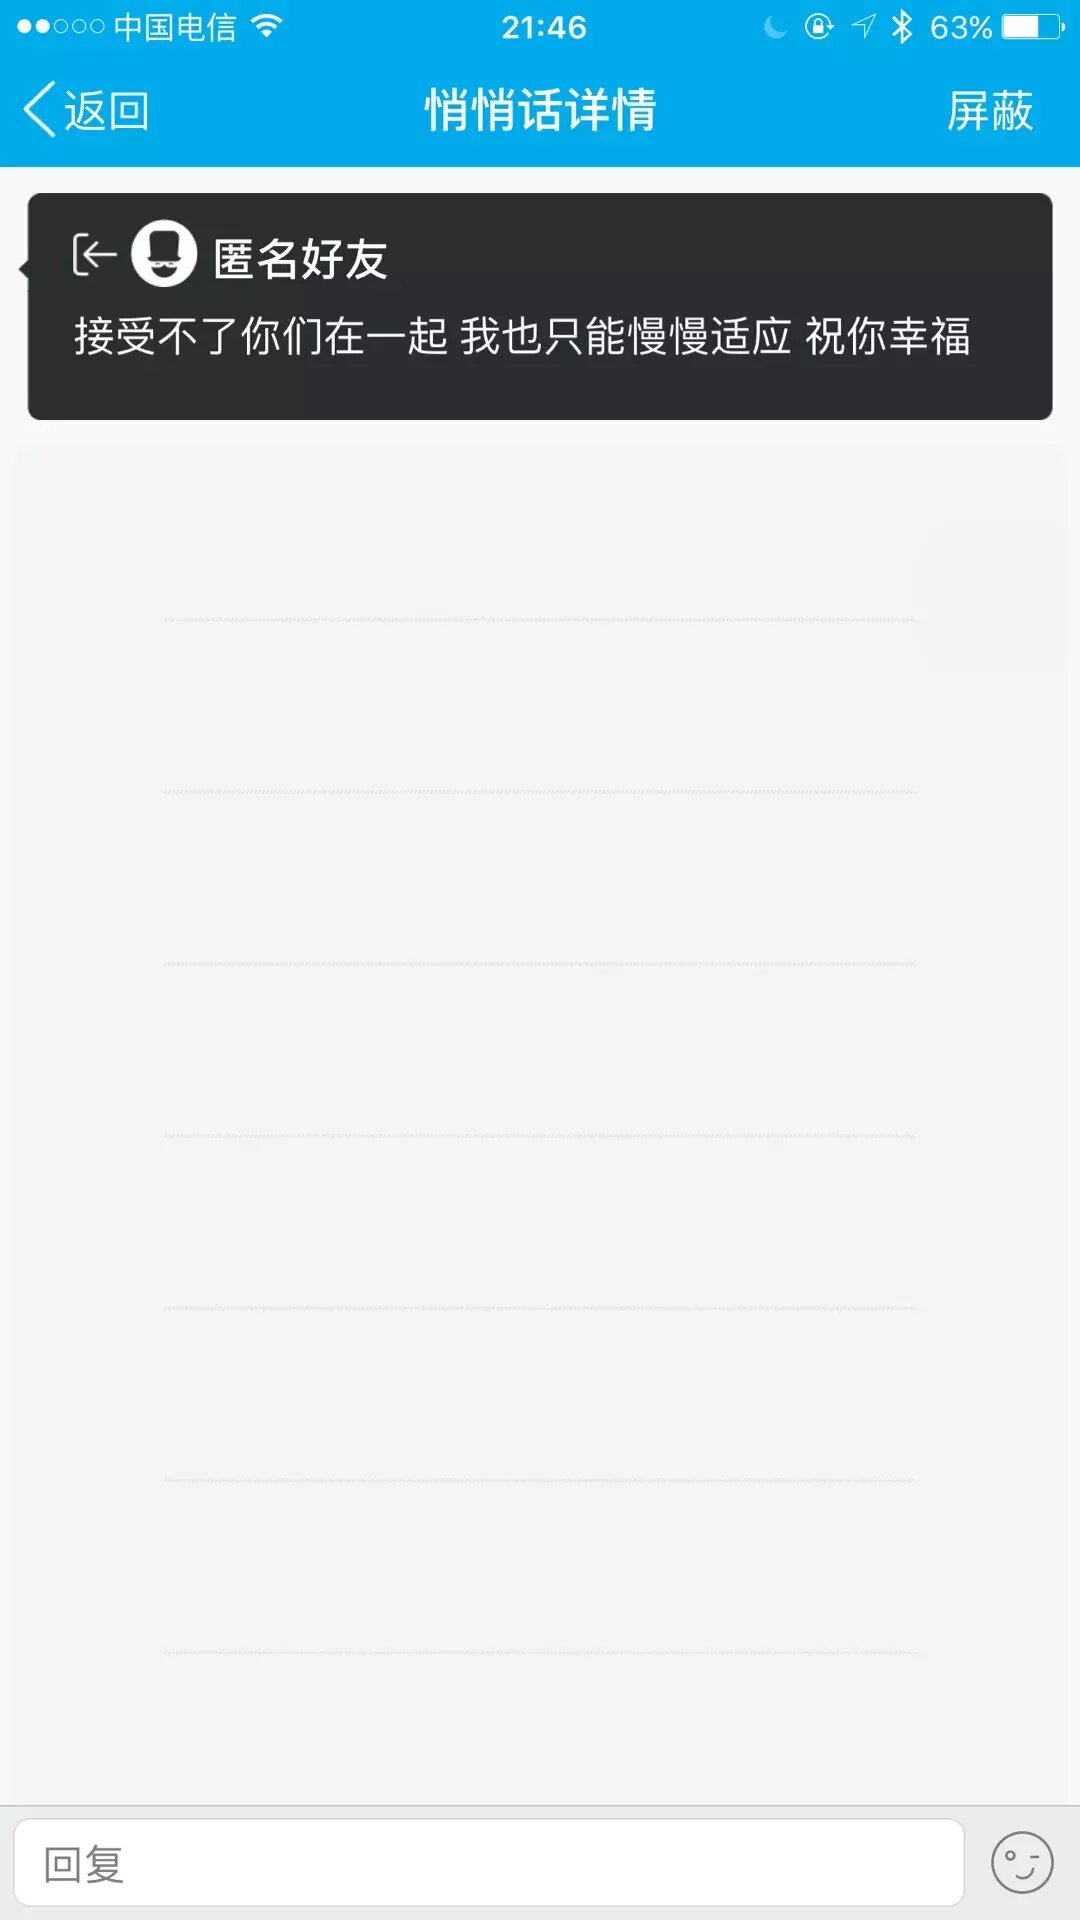 中国电信 21:46 63%
返回 悄悄话详情 屏蔽
匿名好友
接受不了你们在一起 我也只能慢慢适应 祝你幸福
回复